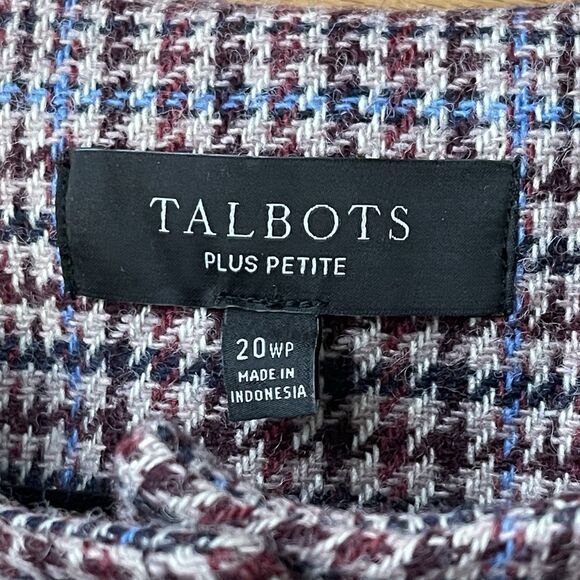 TALBOTS
PLUS PETITE
20WP
MADE IN
INDONESIA